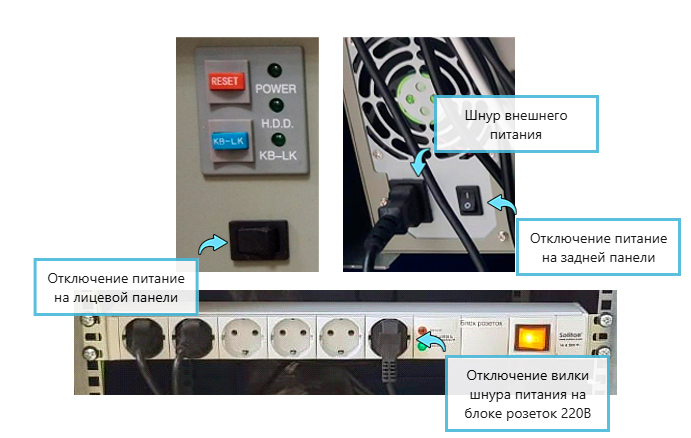 RESET
POWER
H.D.D.
KB-LK
KB-LK
Шнур внешнего
питания
Отключение питание
на задней панели
Отключение питание
на лицевой панели
Блок розеток
Отключение вилки
шнура питания на
блоке розеток 220В